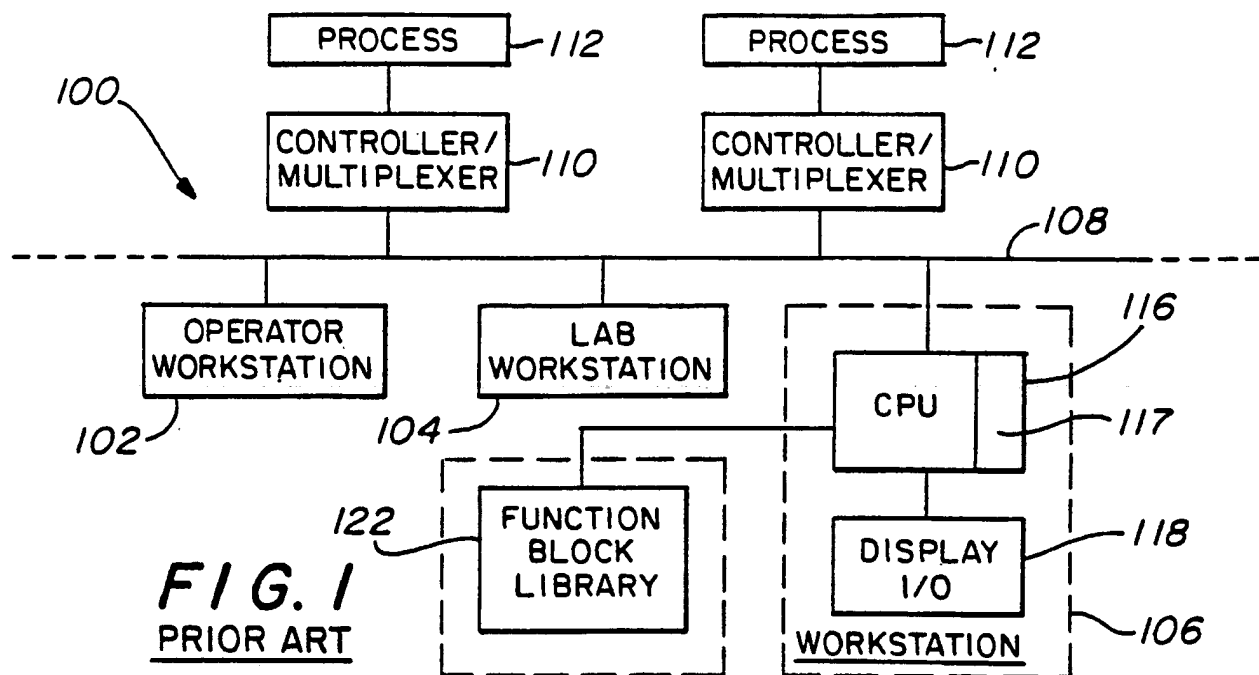 PROCESS
112
PROCESS
112
100
CONTROLLER/
MULTIPLEXER
110
CONTROLLER/
MULTIPLEXER
110
108
OPERATOR
WORKSTATION
102
LAB
WORKSTATION
104
116
CPU
117
122
FUNCTION
BLOCK
LIBRARY
DISPLAY
I/O
118
WORKSTATION
106
FIG. 1
PRIOR ART